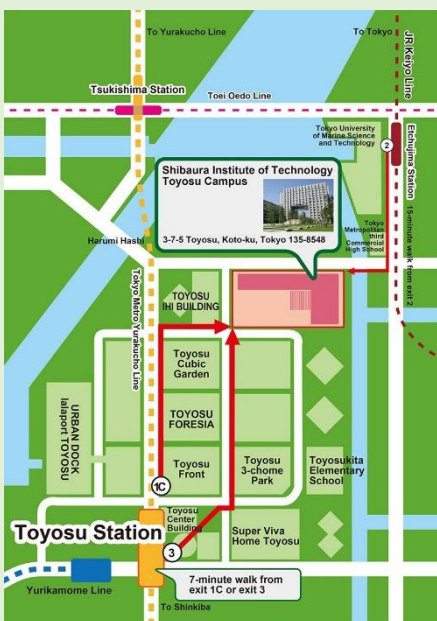 To Yurakucho Line
To Tokyo
JR Keiyo Line
Tsukishima Station
Toei Oedo Line
Tokyo University
of Marine Science
and Technology
2
Etchujima Station
15-minute walk from exit 2
Shibaura Institute of Technology
Toyosu Campus
3-7-5 Toyosu, Koto-ku, Tokyo 135-8548
Tokyo
Metropolitan
third
Commercial
High School
Harumi Hashi
Tokyo Metro Yurakucho Line
TOYOSU
IHI BUILDING
Toyosu
Cubic
Garden
URBAN DOCK
lalaport TOYOSU
TOYOSU
FORESIA
Toyosu
Front
Toyosu
3-chome
Park
Toyosukita
Elementary
School
1C
Toyosu
Center
Building
Toyosu Station
3
Super Viva
Home Toyosu
7-minute walk from
exit 1C or exit 3
Yurikamome Line
To Shinkiba